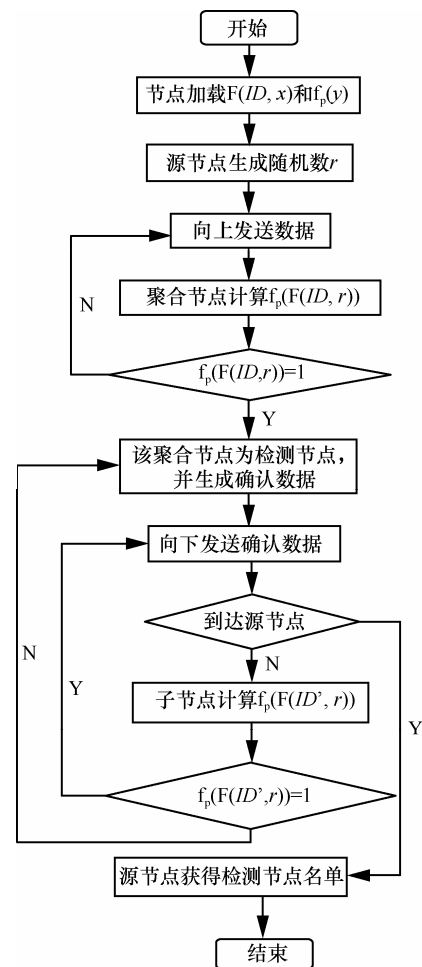 开始
节点加载F(ID, x)和fp(y)
源节点生成随机数r
向上发送数据
N
聚合节点计算fp(F(ID, r))
fp(F(ID,r))=1
Y
该聚合节点为检测节点，
并生成确认数据
向下发送确认数据
到达源节点
N
N
Y
子节点计算fp(F(ID’, r))
Y
fp(F(ID’,r))=1
源节点获得检测节点名单
结束